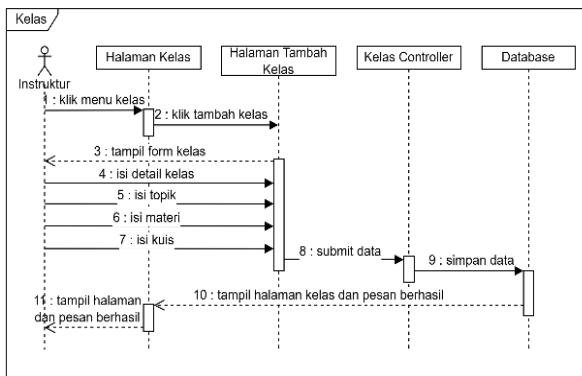 Kelas
Halaman Kelas
Halaman Tambah
Kelas
Kelas Controller
Database
Instruktur
1 : klik menu kelas
2 : klik tambah kelas
3 : tampil form kelas
4 : isi detail kelas
5 : isi topik
6 : isi materi
7 : isi kuis
8 : submit data
9 : simpan data
10 : tampil halaman kelas dan pesan berhasil
11 : tampil halaman
dan pesan berhasil